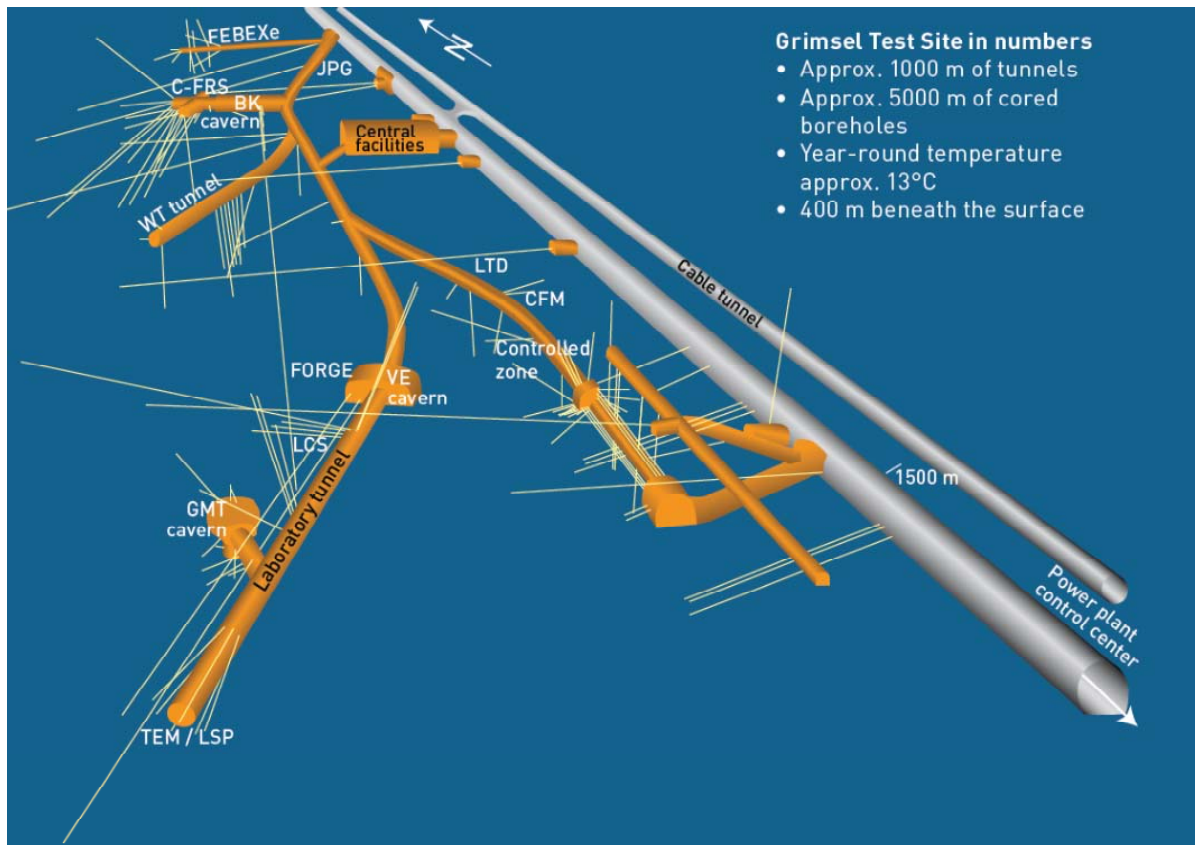 FEBEXe
N
JPG
C-FRS
BK
cavern
Central
facilities
WT tunnel
Grimsel Test Site in numbers
• Approx. 1000 m of tunnels
• Approx. 5000 m of cored
boreholes
• Year-round temperature
approx. 13°C
• 400 m beneath the surface
LTD
CFM
Cable tunnel
Controlled
zone
FORGE
VE
cavern
LCS
Laboratory tunnel
GMT
cavern
1500 m
Power plant
control center
TEM / LSP